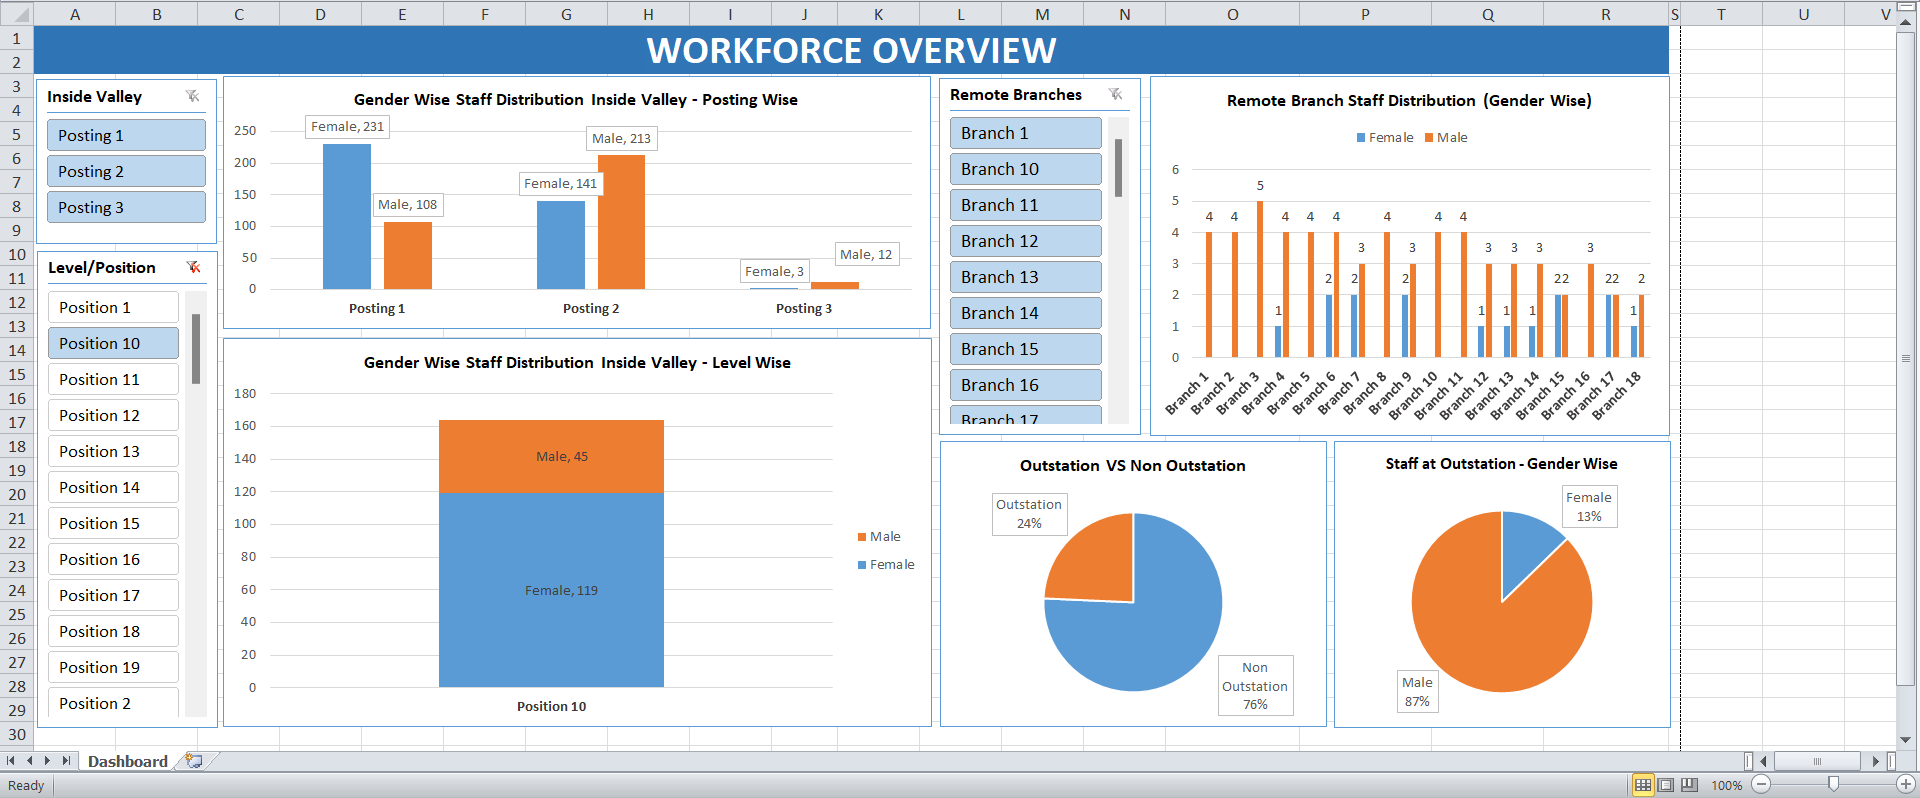 A B C D E F G H I J K L M N O P Q R S T U V
1
2
3
4
5
6
7
8
9
10
11
12
13
14
15
16
17
18
19
20
21
22
23
24
25
26
27
28
29
30
WORKFORCE OVERVIEW
Inside Valley
Posting 1
Posting 2
Posting 3
Level/Position
Position 1
Position 10
Position 11
Position 12
Position 13
Position 14
Position 15
Position 16
Position 17
Position 18
Position 19
Position 2
Gender Wise Staff Distribution Inside Valley - Posting Wise
250
200
150
100
50
0
Female, 231
Male, 108
Female, 141
Male, 213
Female, 3
Male, 12
Posting 1 Posting 2 Posting 3
Gender Wise Staff Distribution Inside Valley - Level Wise
180
160
140
120
100
80
60
40
20
0
Male, 45
Female, 119
Male
Female
Position 10
Remote Branches
Branch 1
Branch 10
Branch 11
Branch 12
Branch 13
Branch 14
Branch 15
Branch 16
Branch 17
Remote Branch Staff Distribution (Gender Wise)
Female Male
6
5
4
3
2
1
0
4 4 5 1 4 4 2 4 2 3 4 2 3 4 4 1 3 1 3 1 3 2 2 3 2 2 1 2
Branch 1
Branch 2
Branch 3
Branch 4
Branch 5
Branch 6
Branch 7
Branch 8
Branch 9
Branch 10
Branch 11
Branch 12
Branch 13
Branch 14
Branch 15
Branch 16
Branch 17
Branch 18
Outstation VS Non Outstation
Outstation
24%
Non
Outstation
76%
Staff at Outstation - Gender Wise
Female
13%
Male
87%
Dashboard
Ready
100%